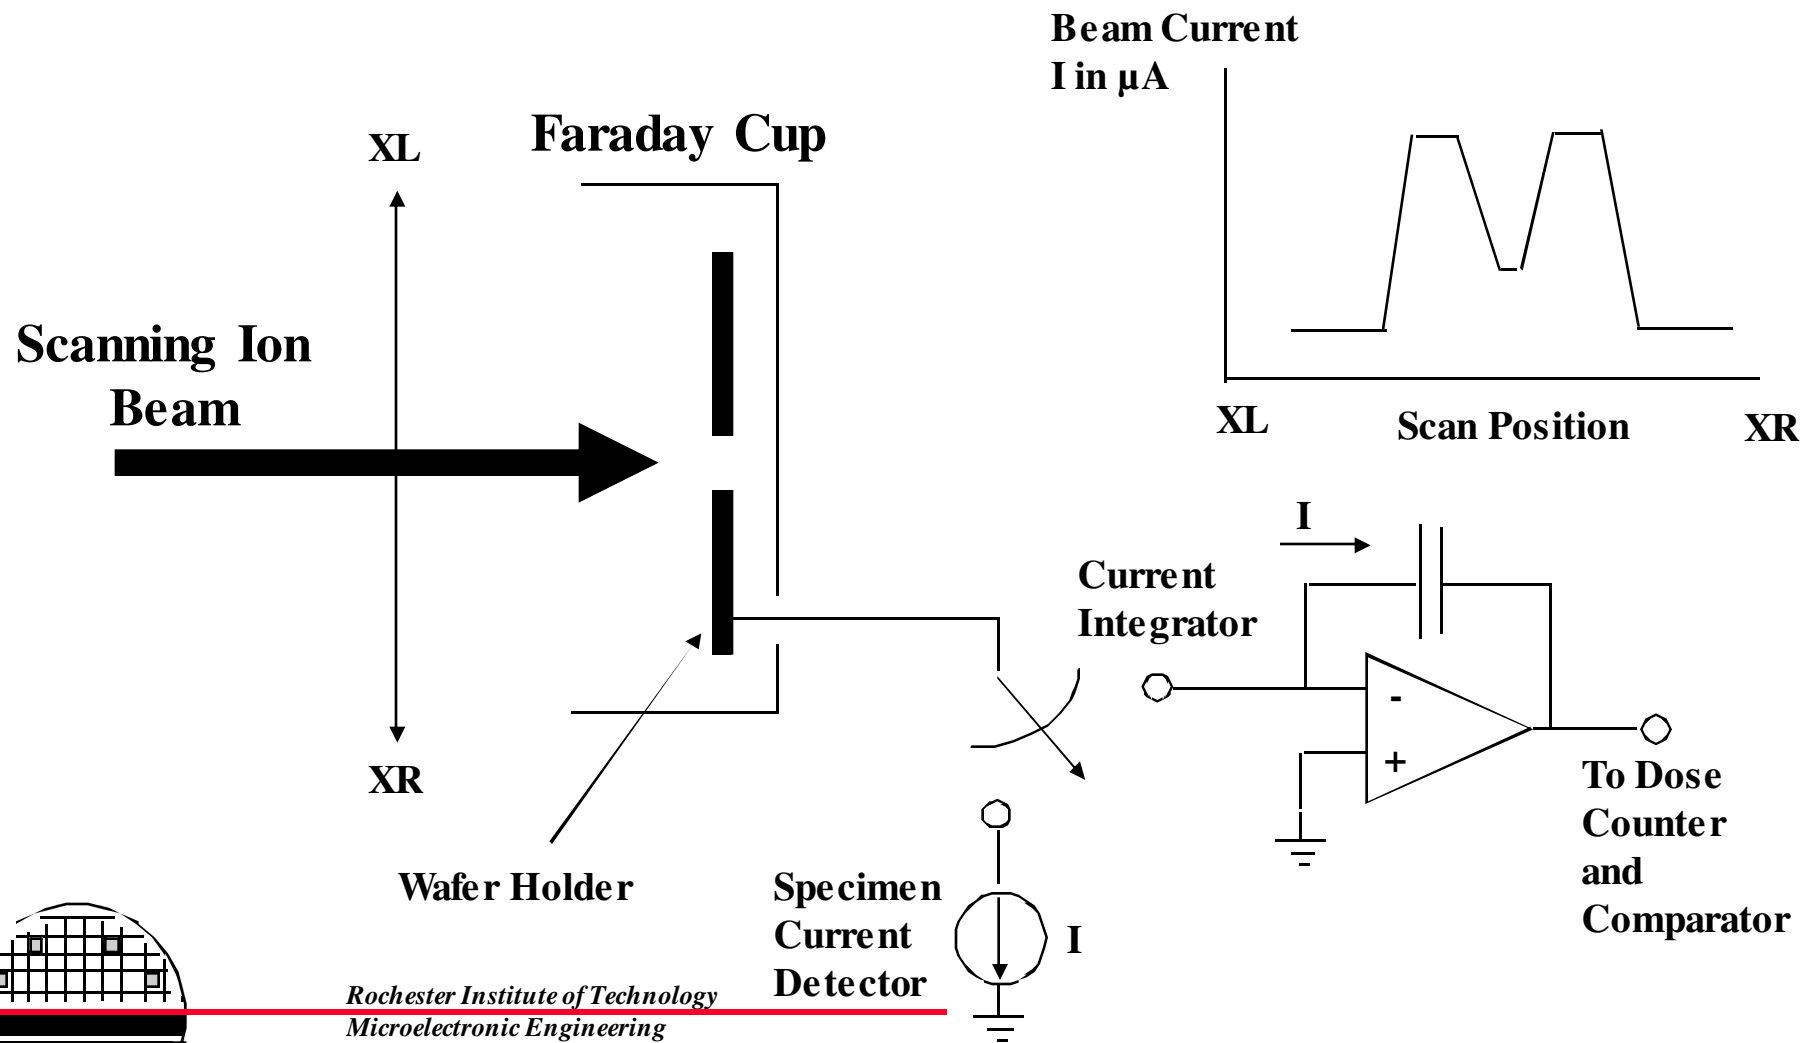 Beam Current
I in µA
XL
Faraday Cup
Scanning Ion
Beam
XL
Scan Position
XR
I
Current
Integrator
-
+
XR
To Dose
Counter
and
Comparator
Wafer Holder
Specimen
Current
Detector
I
Rochester Institute of Technology
Microelectronic Engineering